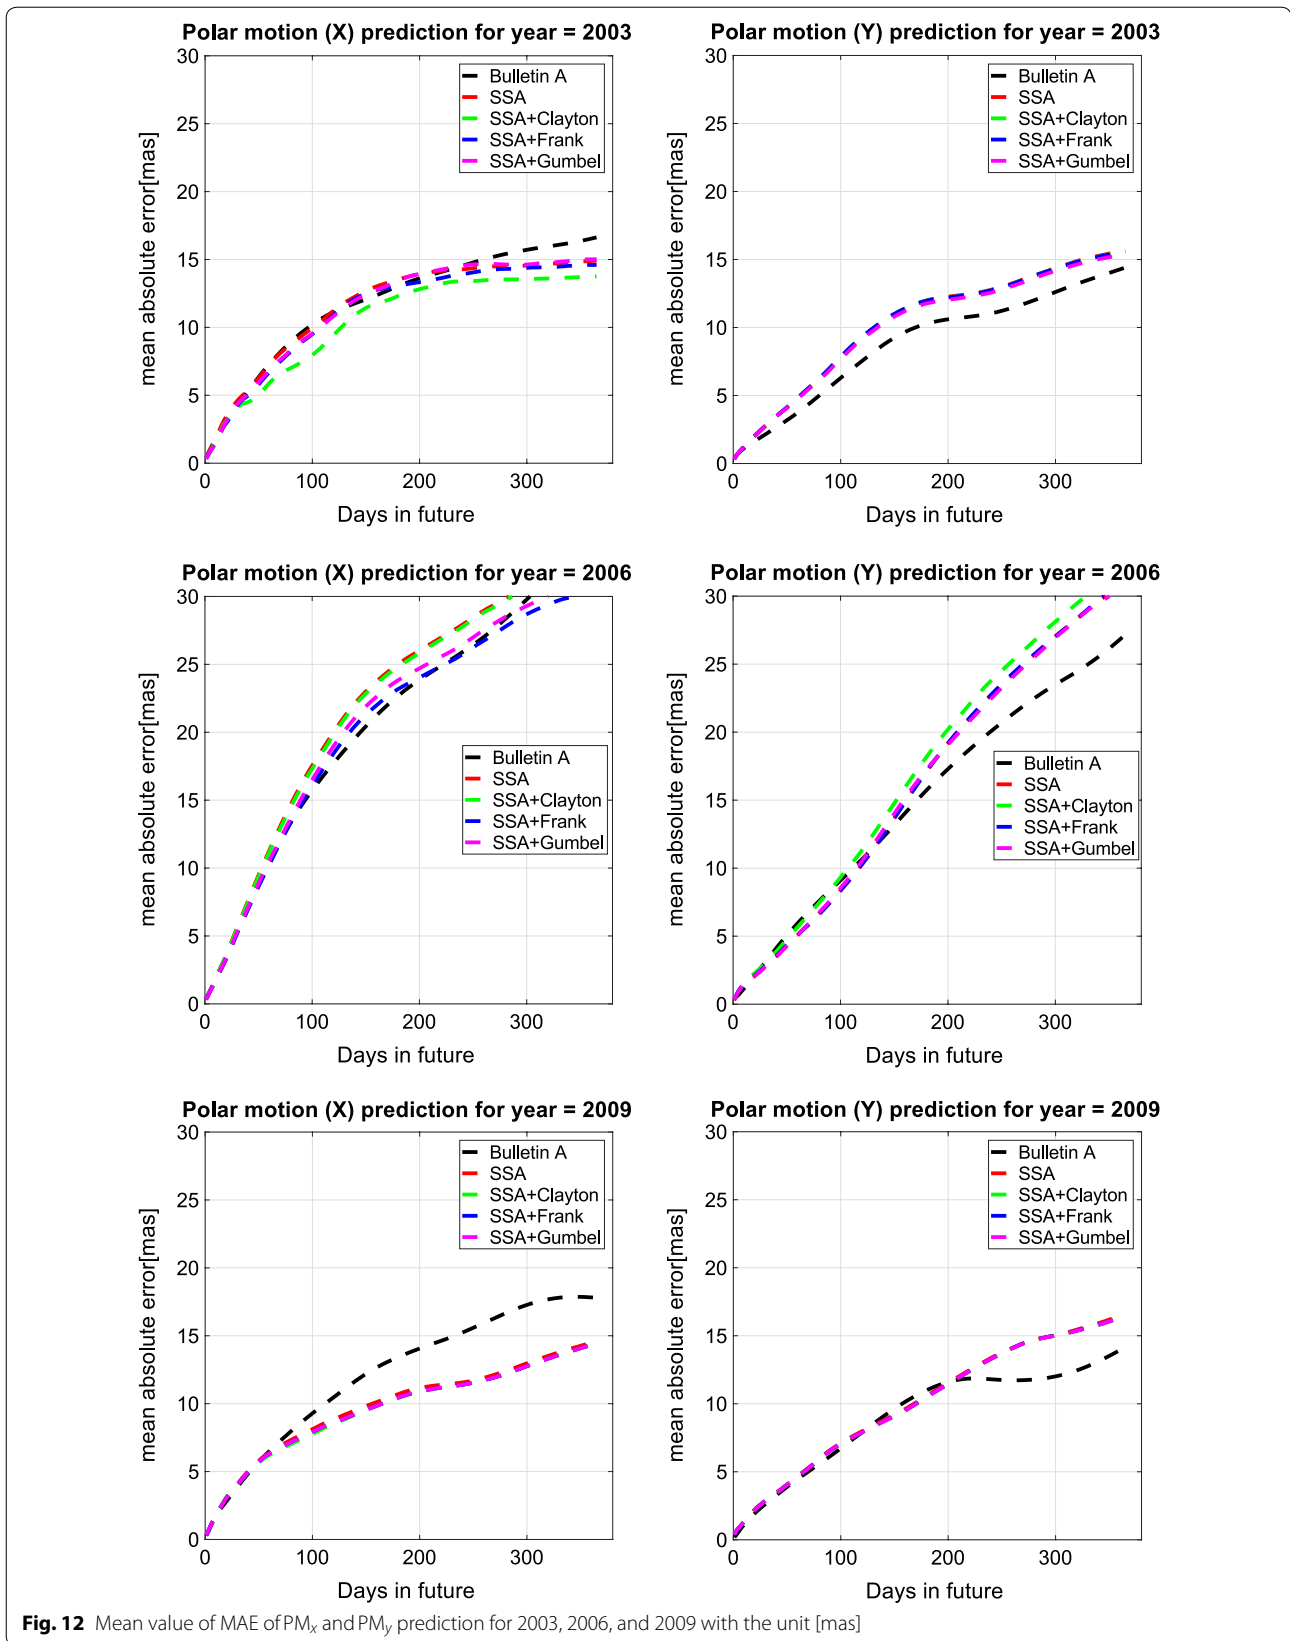 Polar motion (X) prediction for year = 2003
30
25
20
15
10
5
0
mean absolute error[mas]
Bulletin A
SSA
SSA+Clayton
SSA+Frank
SSA+Gumbel
0 100 200 300
Days in future
Polar motion (Y) prediction for year = 2003
30
25
20
15
10
5
0
mean absolute error[mas]
Bulletin A
SSA
SSA+Clayton
SSA+Frank
SSA+Gumbel
0 100 200 300
Days in future
Polar motion (X) prediction for year = 2006
30
25
20
15
10
5
0
mean absolute error[mas]
Bulletin A
SSA
SSA+Clayton
SSA+Frank
SSA+Gumbel
0 100 200 300
Days in future
Polar motion (Y) prediction for year = 2006
30
25
20
15
10
5
0
mean absolute error[mas]
Bulletin A
SSA
SSA+Clayton
SSA+Frank
SSA+Gumbel
0 100 200 300
Days in future
Polar motion (X) prediction for year = 2009
30
25
20
15
10
5
0
mean absolute error[mas]
Bulletin A
SSA
SSA+Clayton
SSA+Frank
SSA+Gumbel
0 100 200 300
Days in future
Polar motion (Y) prediction for year = 2009
30
25
20
15
10
5
0
mean absolute error[mas]
Bulletin A
SSA
SSA+Clayton
SSA+Frank
SSA+Gumbel
0 100 200 300
Days in future
Fig. 12 Mean value of MAE of PMx and PMy prediction for 2003, 2006, and 2009 with the unit [mas]